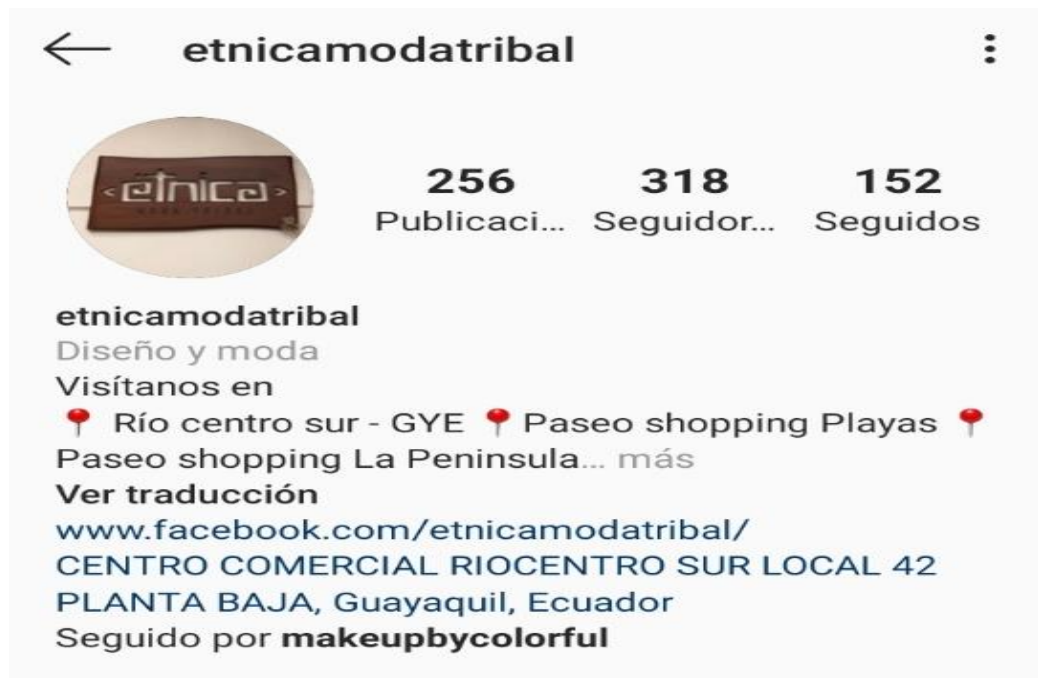 etnicamodatribal
<etnica>
256 318 152
Publicaci... Seguidor... Seguidos
etnicamodatribal
Diseño y moda
Visítanos en
📍 Río centro sur - GYE 📍 Paseo shopping Playas 📍
Paseo shopping La Peninsula... más
Ver traducción
www.facebook.com/etnicamodatribal/
CENTRO COMERCIAL RIOCENTRO SUR LOCAL 42
PLANTA BAJA, Guayaquil, Ecuador
Seguido por makeupbycolorful